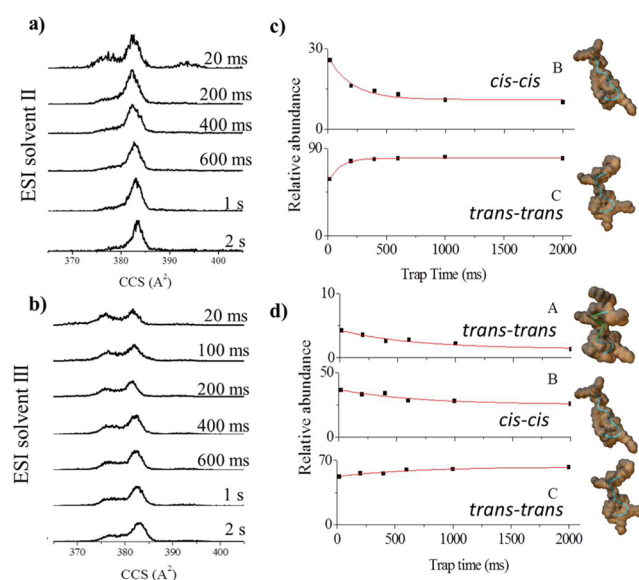 a)
ESI solvent II
20 ms
200 ms
400 ms
600 ms
1 s
2 s
370 380 390 400
CCS (A²)
b)
ESI solvent III
20 ms
100 ms
200 ms
400 ms
600 ms
1 s
2 s
370 380 390 400
CCS (A²)
c)
Relative abundance
30
15
0
B
cis-cis
Relative abundance
90
45
0
C
trans-trans
0 500 1000 1500 2000
Trap Time (ms)
d)
Relative abundance
10
5
0
A
trans-trans
50
25
0
B
cis-cis
70
0
C
trans-trans
0 500 1000 1500 2000
Trap time (ms)